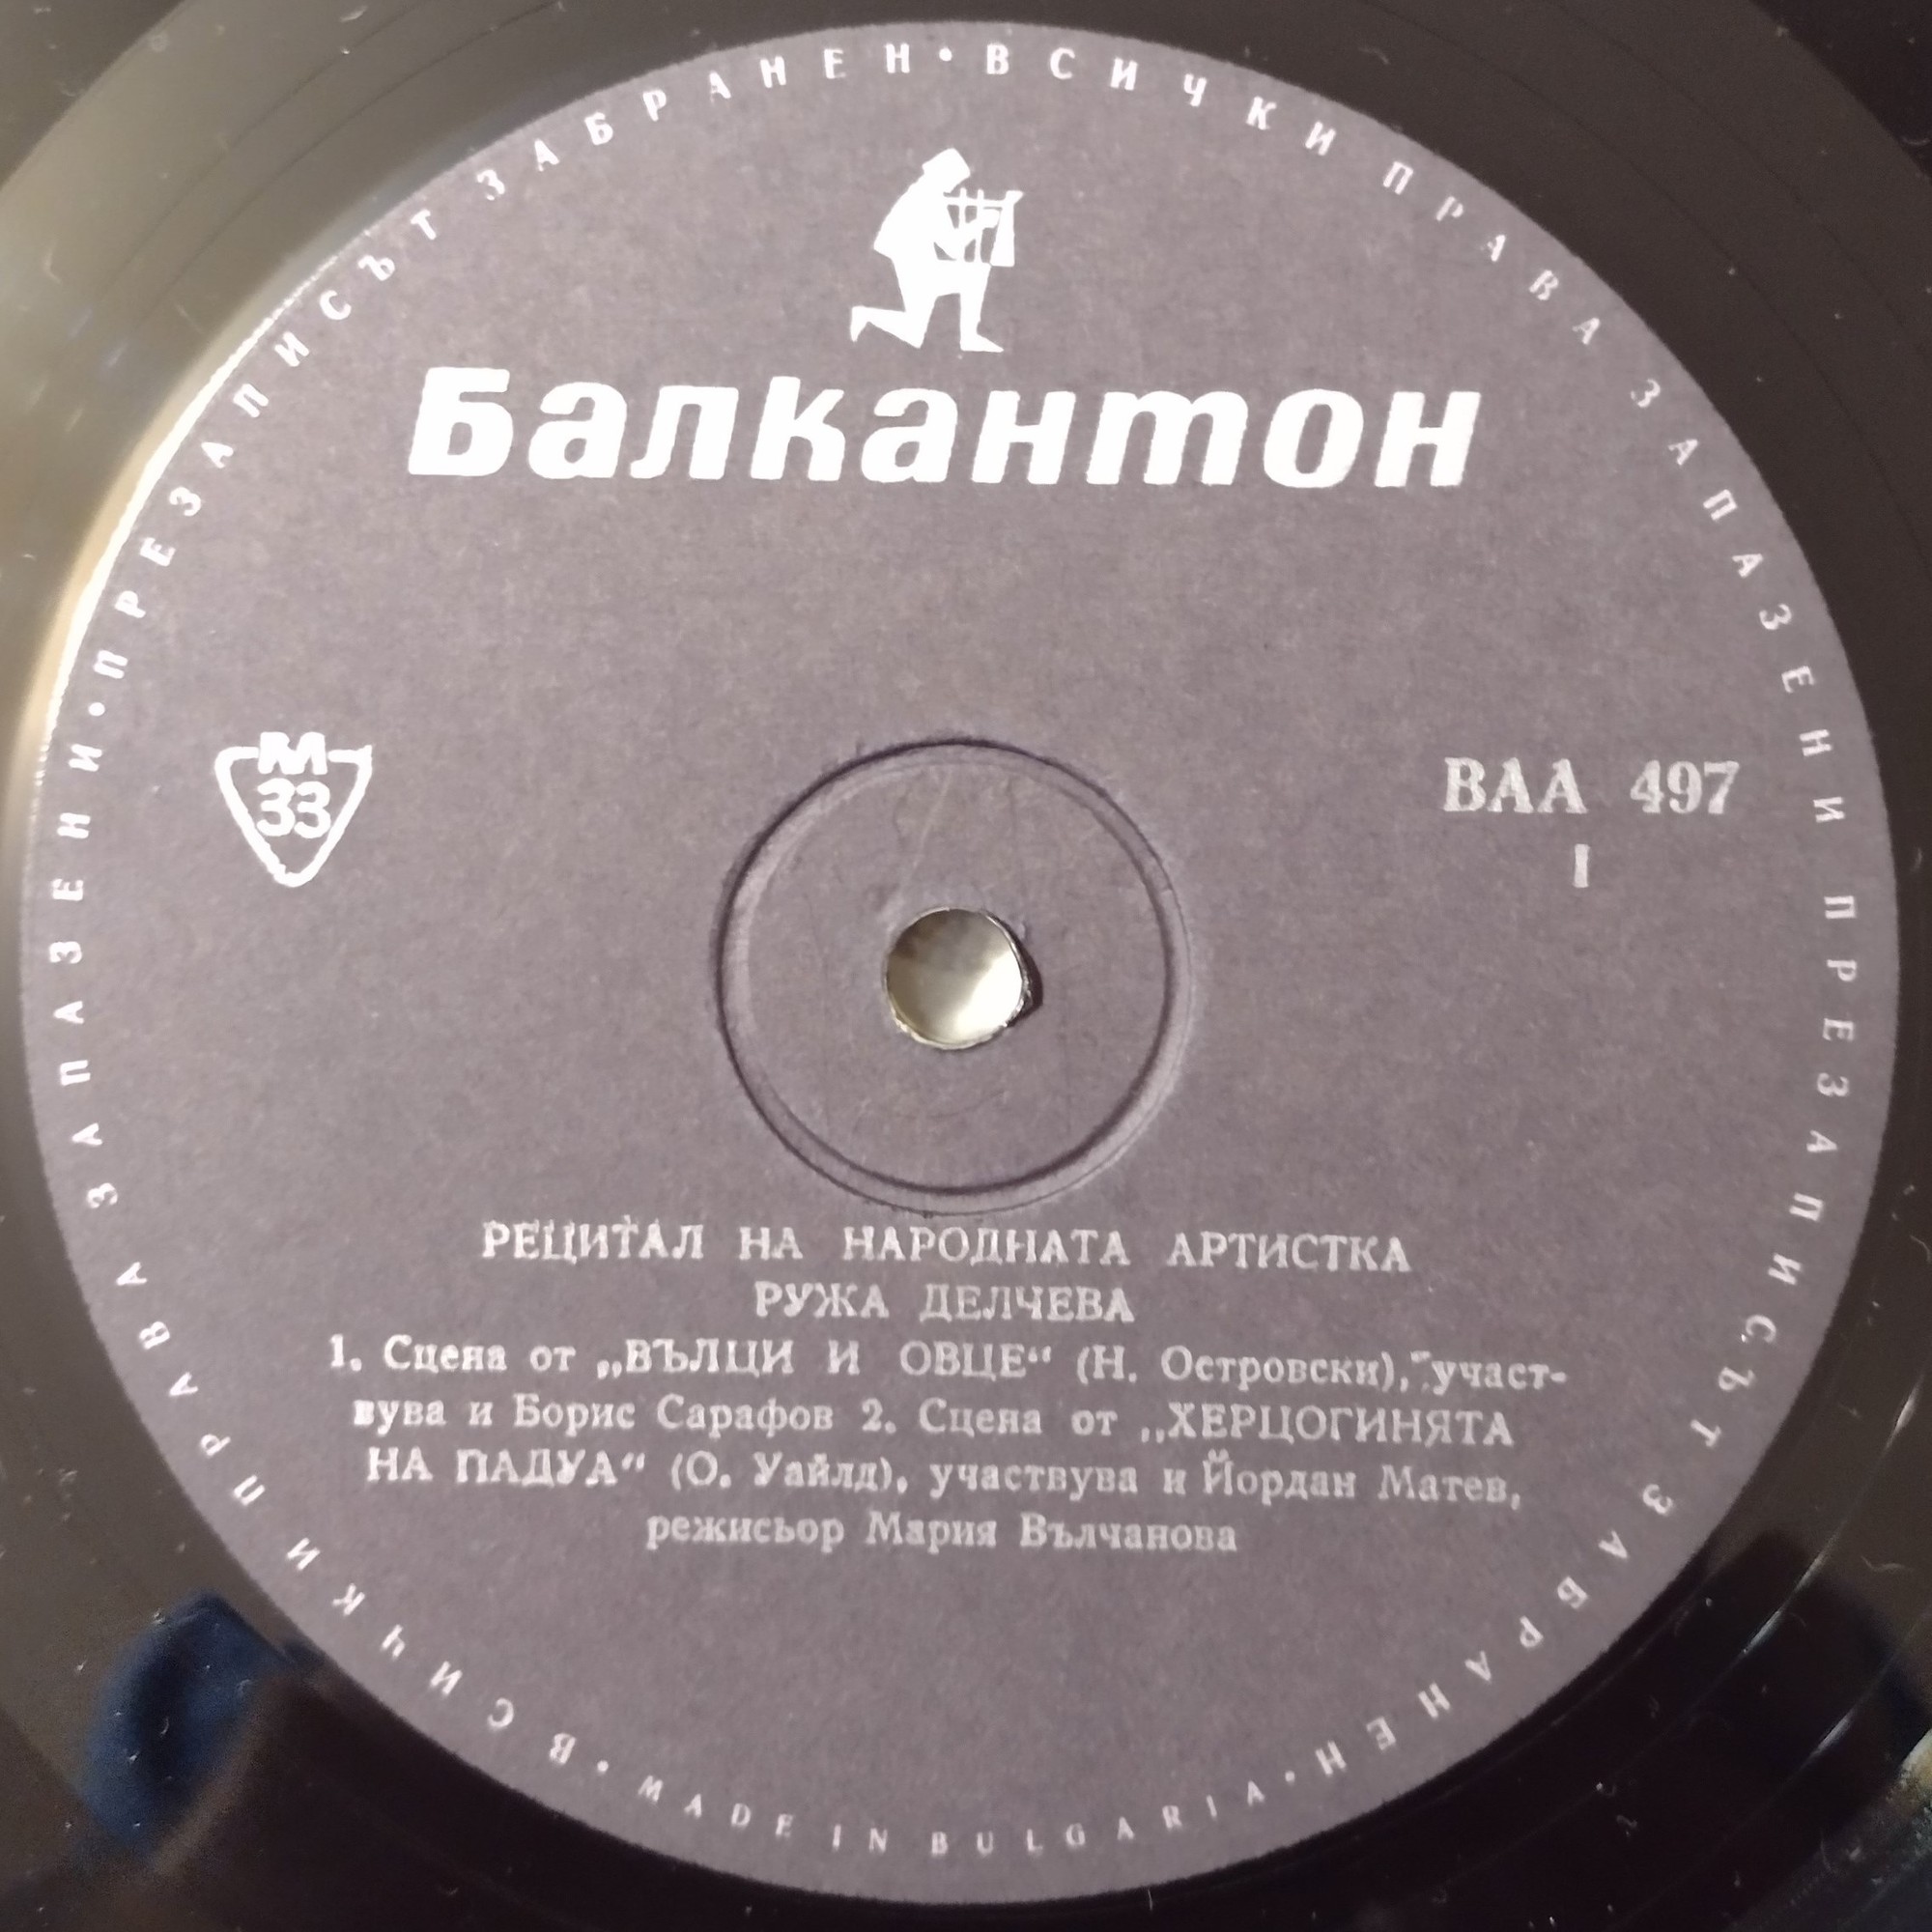 ВСИЧКИ ПРАВА ЗАПАЗЕНИ ПРЕЗАПИСЪТ ЗАБРАНЕН •
MADE IN BULGARIA •
ВСИЧКИ ПРАВА ЗАПАЗЕНИ • ПРЕЗАПИСЪТ ЗАБРАНЕН •
Балкантон
М
33
ВАА 497
I
РЕЦИТАЛ НА НАРОДНАТА АРТИСТКА
РУЖА ДЕЛЧЕВА
1. Сцена от „ВЪЛЦИ И ОВЦЕ“ (Н. Островски), участ-
вува и Борис Сарафов 2. Сцена от „ХЕРЦОГИНЯТА
НА ПАДУА“ (О. Уайлд), участвува и Йордан Матев,
режисьор Мария Вълчанова